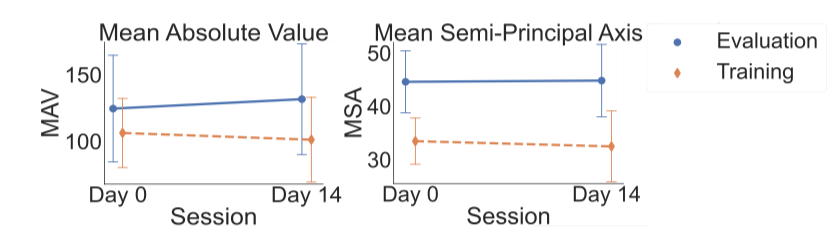 Mean Absolute Value
MAV
150
100
Day 0
Day 14
Session
Mean Semi-Principal Axis
MSA
50
40
30
Day 0
Day 14
Session
Evaluation
Training